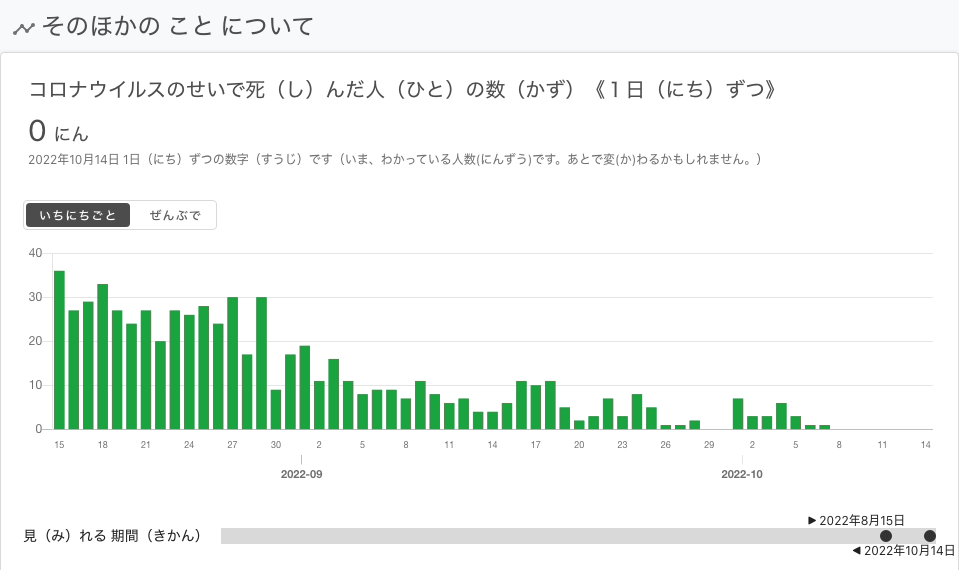 そのほかの こと について
コロナウイルスのせいで死（し）んだ人（ひと）の数（かず）《１日（にち）ずつ》
0 にん
2022年10月14日 1日（にち）ずつの数字（すうじ）です（いま、わかっている人数(にんずう)です。あとで変(か)わるかもしれません。）
いちにちごと ぜんぶで
40
30
20
10
0
15 18 21 24 27 30 2 5 8 11 14 17 20 23 26 29 2 5 8 11 14
2022-09 2022-10
▶ 2022年8月15日
見（み）れる 期間（きかん）
◀ 2022年10月14日